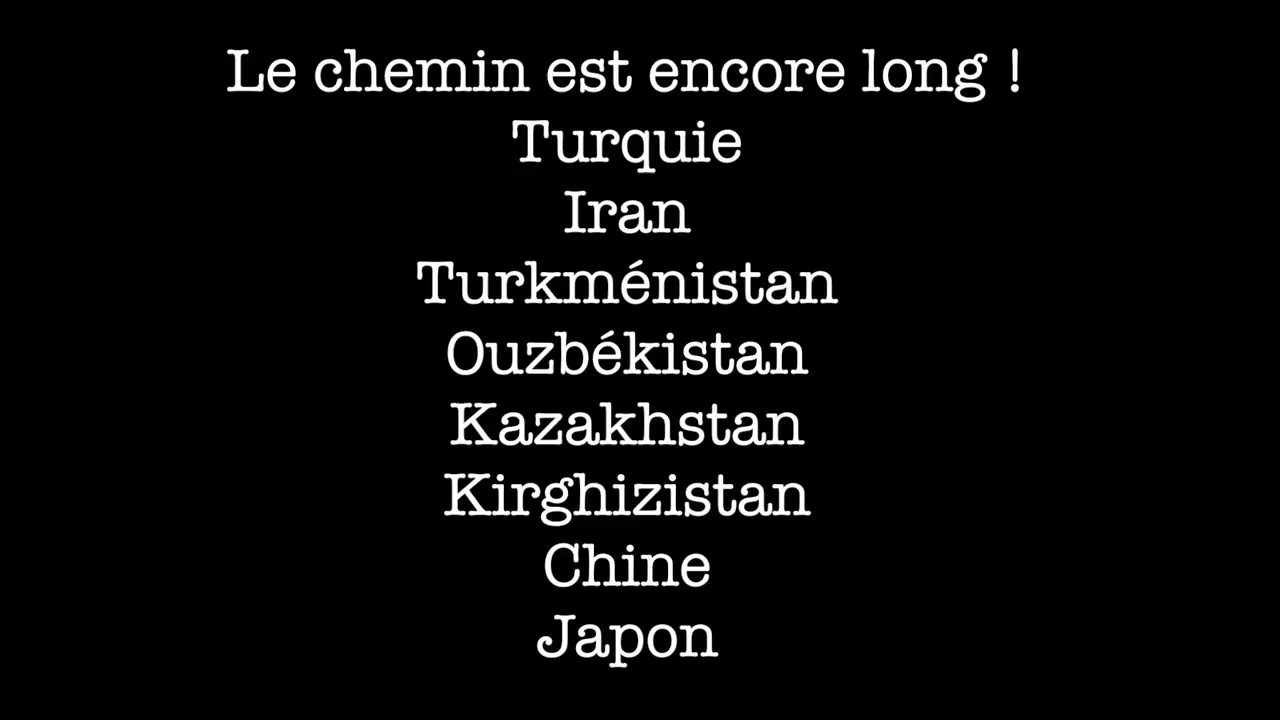 Le chemin est encore long !
Turquie
Iran
Turkménistan
Ouzbékistan
Kazakhstan
Kirghizistan
Chine
Japon